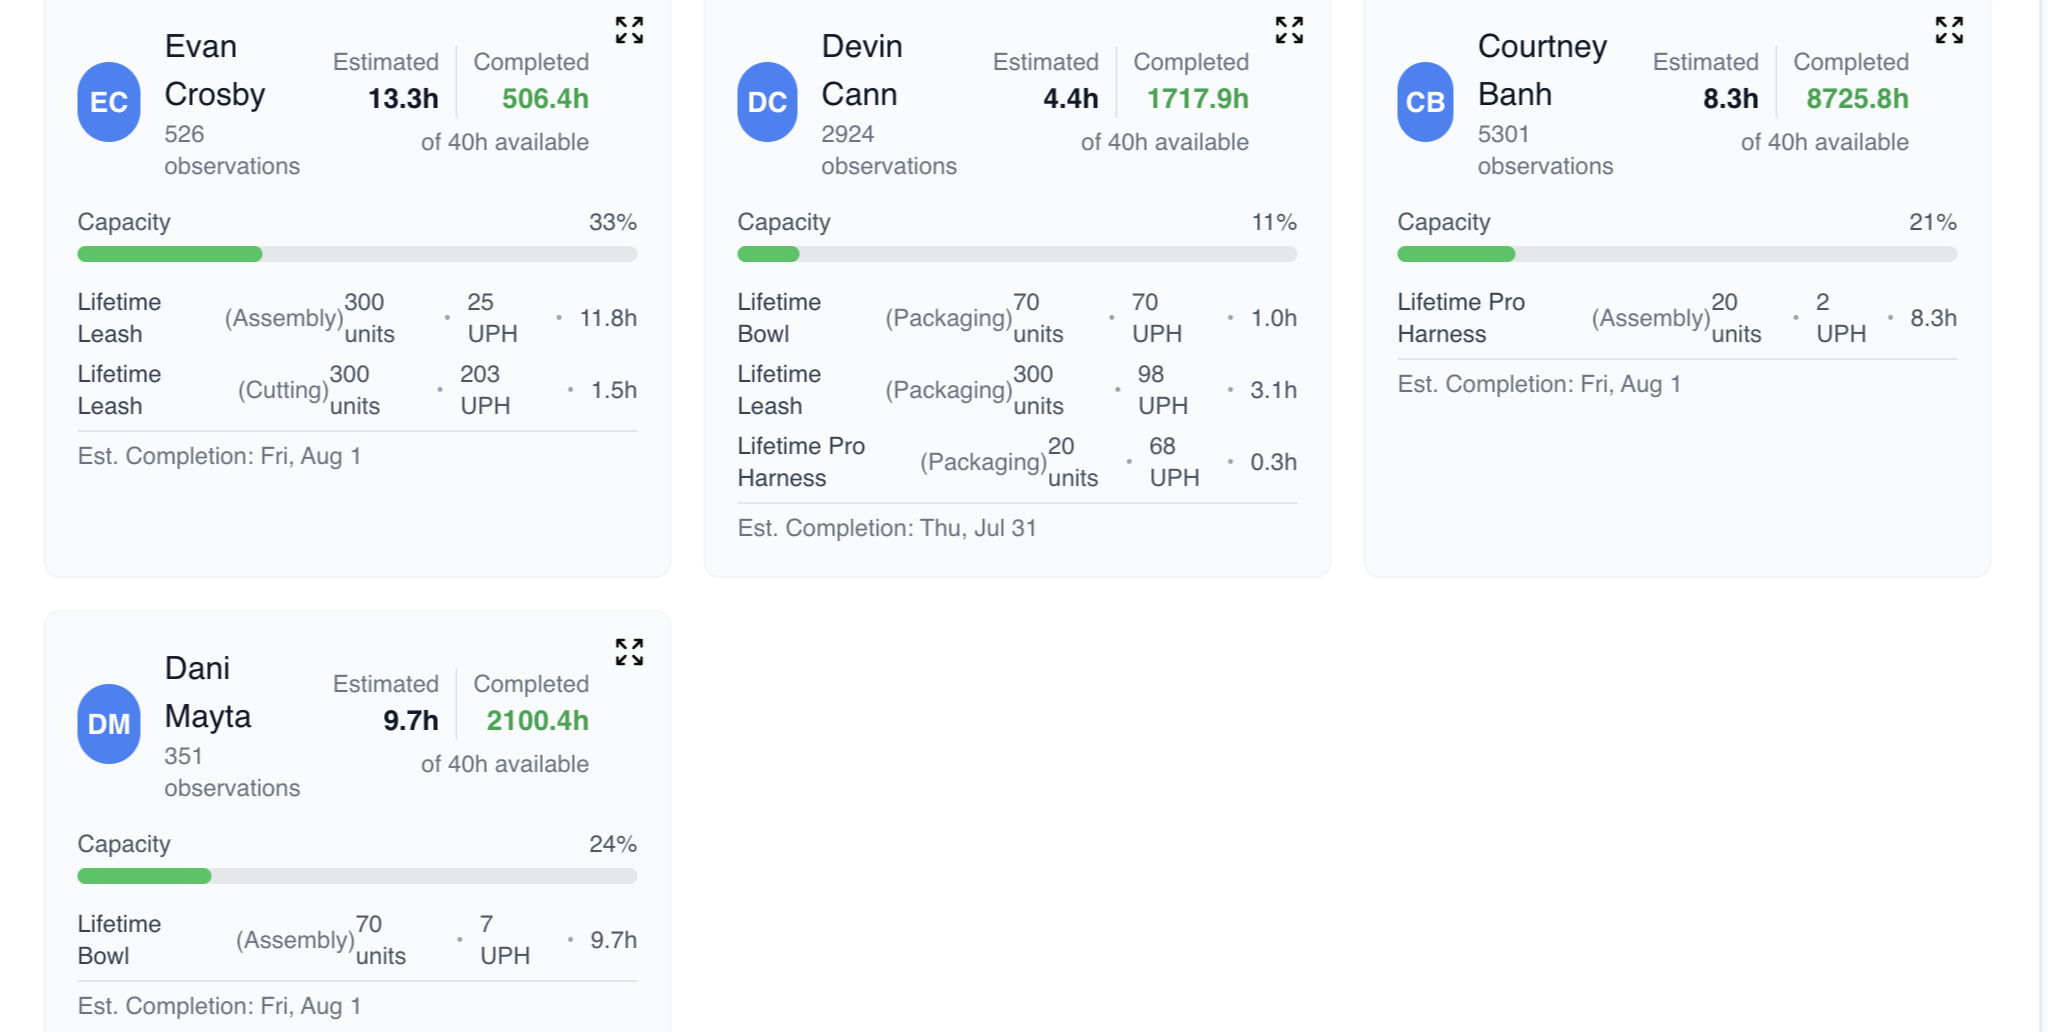 EC
Evan
Crosby
526
observations
Estimated
13.3h
Completed
506.4h
of 40h available
Capacity
33%
Lifetime
Leash
(Assembly)
300
units
•
25
UPH
•
11.8h
Lifetime
Leash
(Cutting)
300
units
•
203
UPH
•
1.5h
Est. Completion: Fri, Aug 1
DC
Devin
Cann
2924
observations
Estimated
4.4h
Completed
1717.9h
of 40h available
Capacity
11%
Lifetime
Bowl
(Packaging)
70
units
•
70
UPH
•
1.0h
Lifetime
Leash
(Packaging)
300
units
•
98
UPH
•
3.1h
Lifetime Pro
Harness
(Packaging)
20
units
•
68
UPH
•
0.3h
Est. Completion: Thu, Jul 31
CB
Courtney
Banh
5301
observations
Estimated
8.3h
Completed
8725.8h
of 40h available
Capacity
21%
Lifetime Pro
Harness
(Assembly)
20
units
•
2
UPH
•
8.3h
Est. Completion: Fri, Aug 1
DM
Dani
Mayta
351
observations
Estimated
9.7h
Completed
2100.4h
of 40h available
Capacity
24%
Lifetime
Bowl
(Assembly)
70
units
•
7
UPH
•
9.7h
Est. Completion: Fri, Aug 1